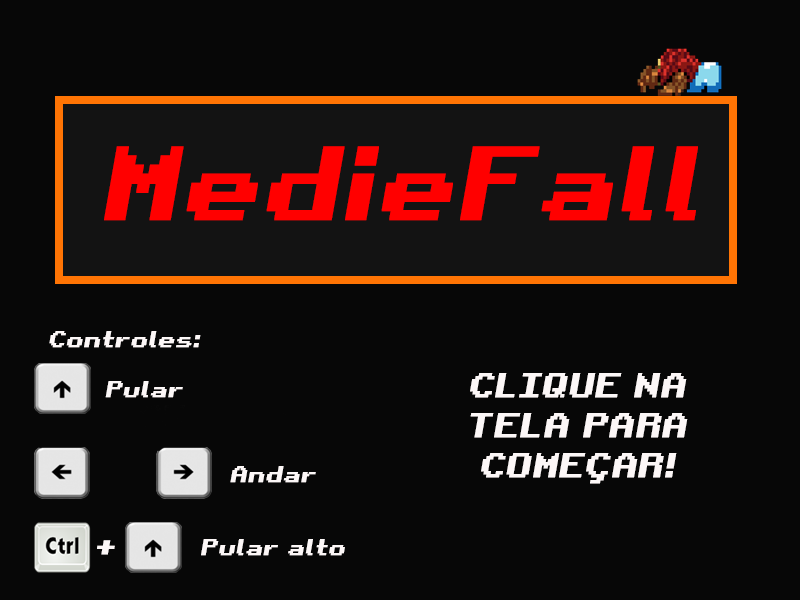 MedieFall
Controles:
Pular
Andar
Ctrl + Pular alto
CLIQUE NA
TELA PARA
COMEÇAR!